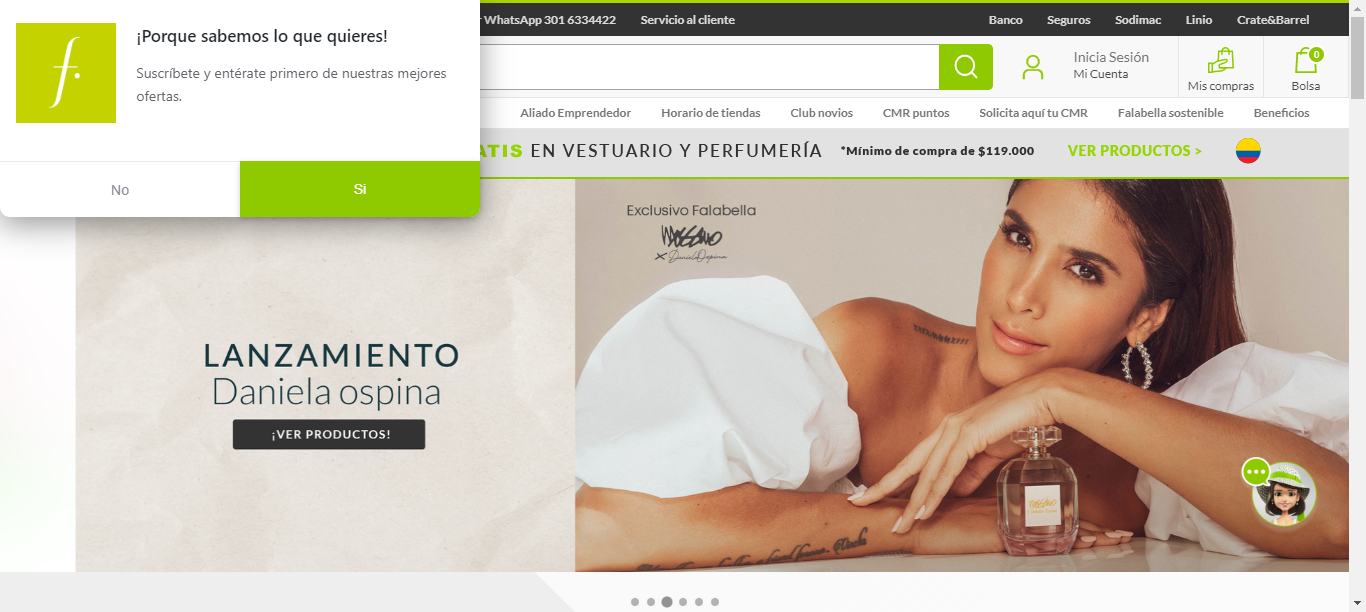 ¡Porque sabemos lo que quieres!
Suscríbete y entérate primero de nuestras mejores
ofertas.
No
Si
WhatsApp 301 6334422
Servicio al cliente
Banco
Seguros
Sodimac
Linio
Crate&Barrel
Inicia Sesión
Mi Cuenta
Mis compras
0
Bolsa
Aliado Emprendedor
Horario de tiendas
Club novios
CMR puntos
Solicita aquí tu CMR
Falabella sostenible
Beneficios
ATIS EN VESTUARIO Y PERFUMERÍA
*Mínimo de compra de $119.000
VER PRODUCTOS >
Exclusivo Falabella
MOSSIMO
x Daniela Ospina
LANZAMIENTO
Daniela ospina
¡VER PRODUCTOS!